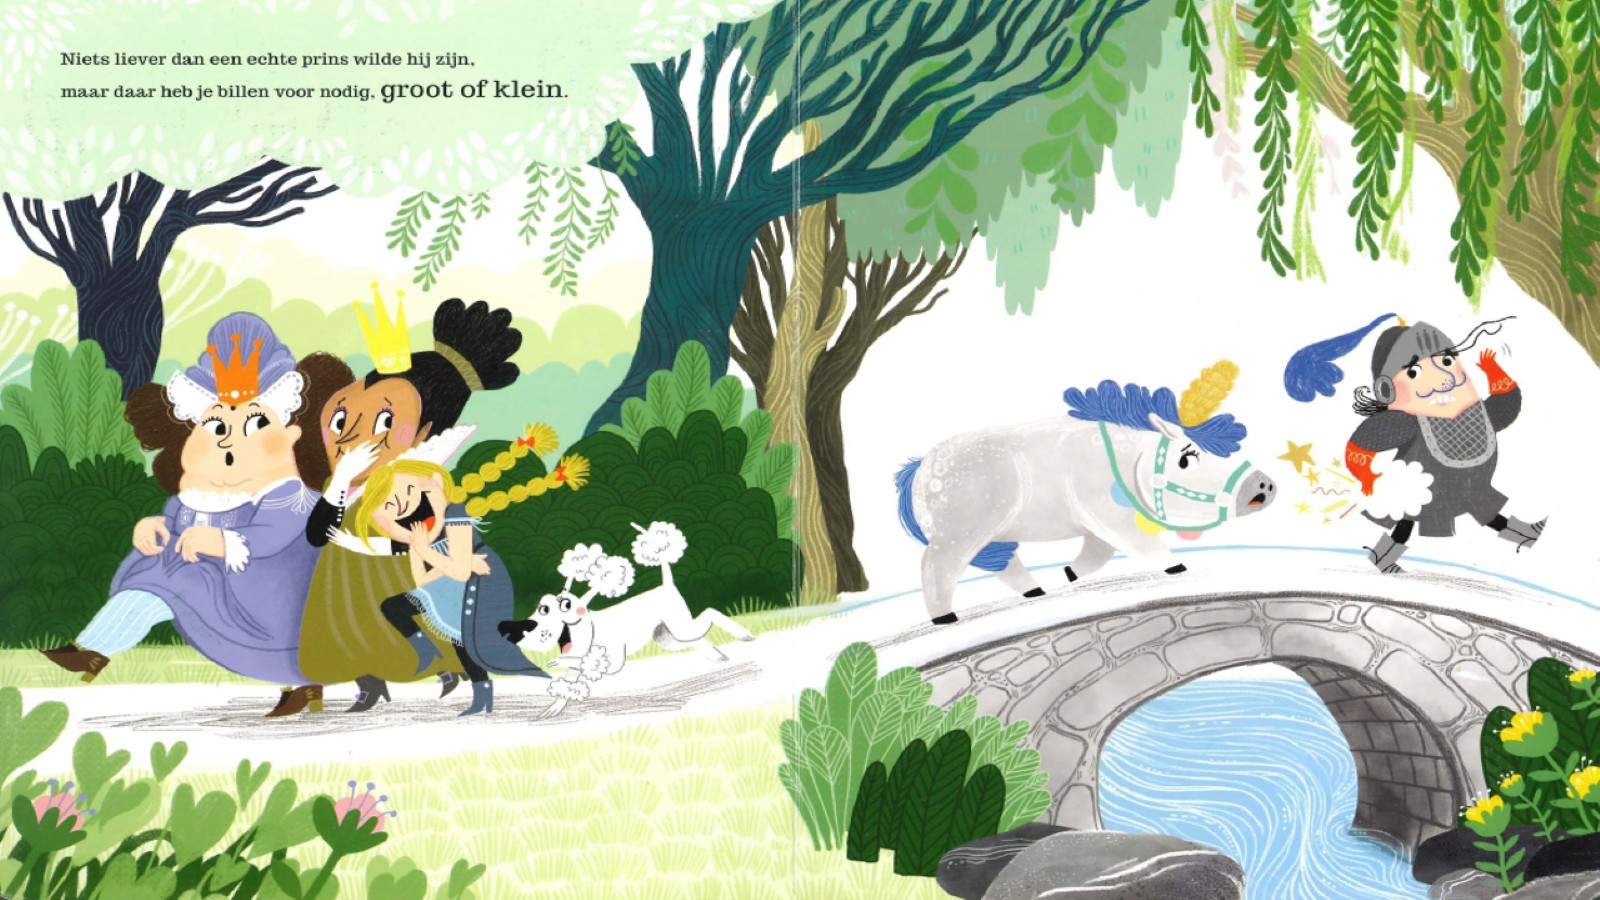 Niets liever dan een echte prins wilde hij zijn,
maar daar heb je billen voor nodig, groot of klein.